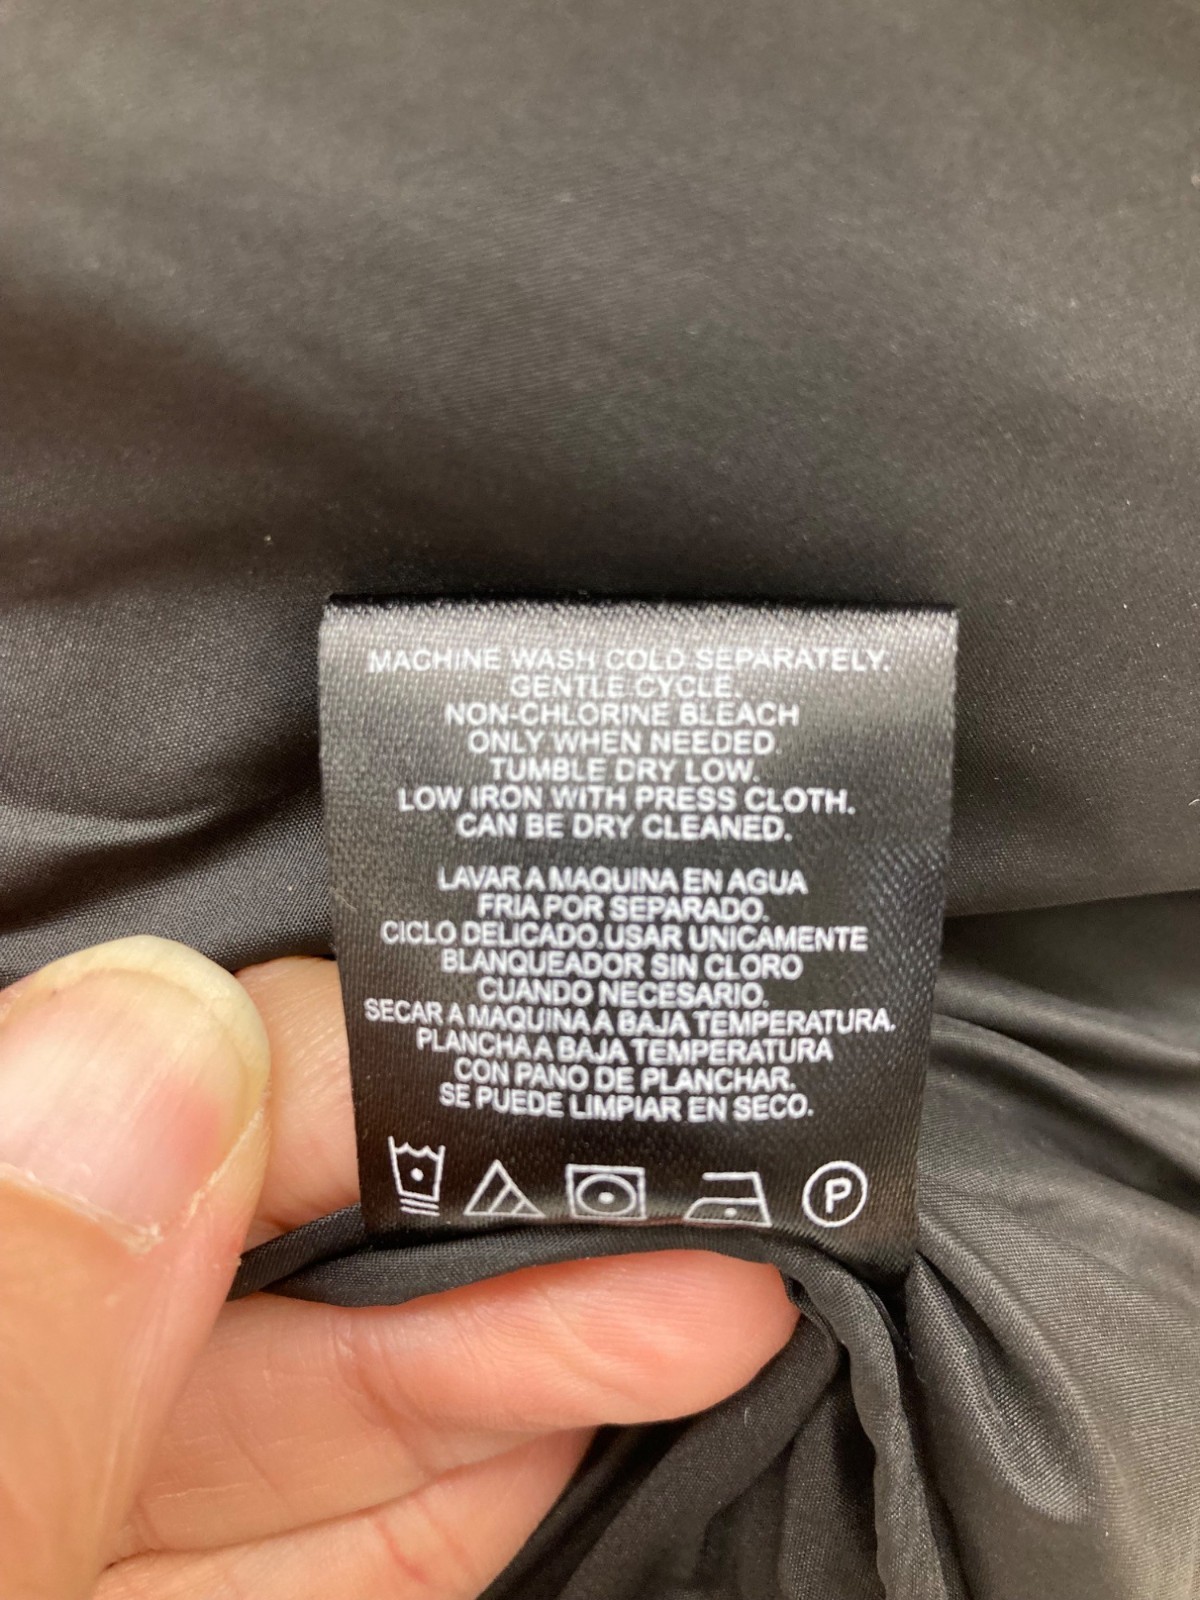 MACHINE WASH COLD SEPARATELY.
GENTLE CYCLE.
NON-CHLORINE BLEACH
ONLY WHEN NEEDED.
TUMBLE DRY LOW.
LOW IRON WITH PRESS CLOTH.
CAN BE DRY CLEANED.
LAVAR A MAQUINA EN AGUA
FRIA POR SEPARADO.
CICLO DELICADO.USAR UNICAMENTE
BLANQUEADOR SIN CLORO
CUANDO NECESARIO.
SECAR A MAQUINA A BAJA TEMPERATURA.
PLANCHA A BAJA TEMPERATURA
CON PANO DE PLANCHAR.
SE PUEDE LIMPIAR EN SECO.
P